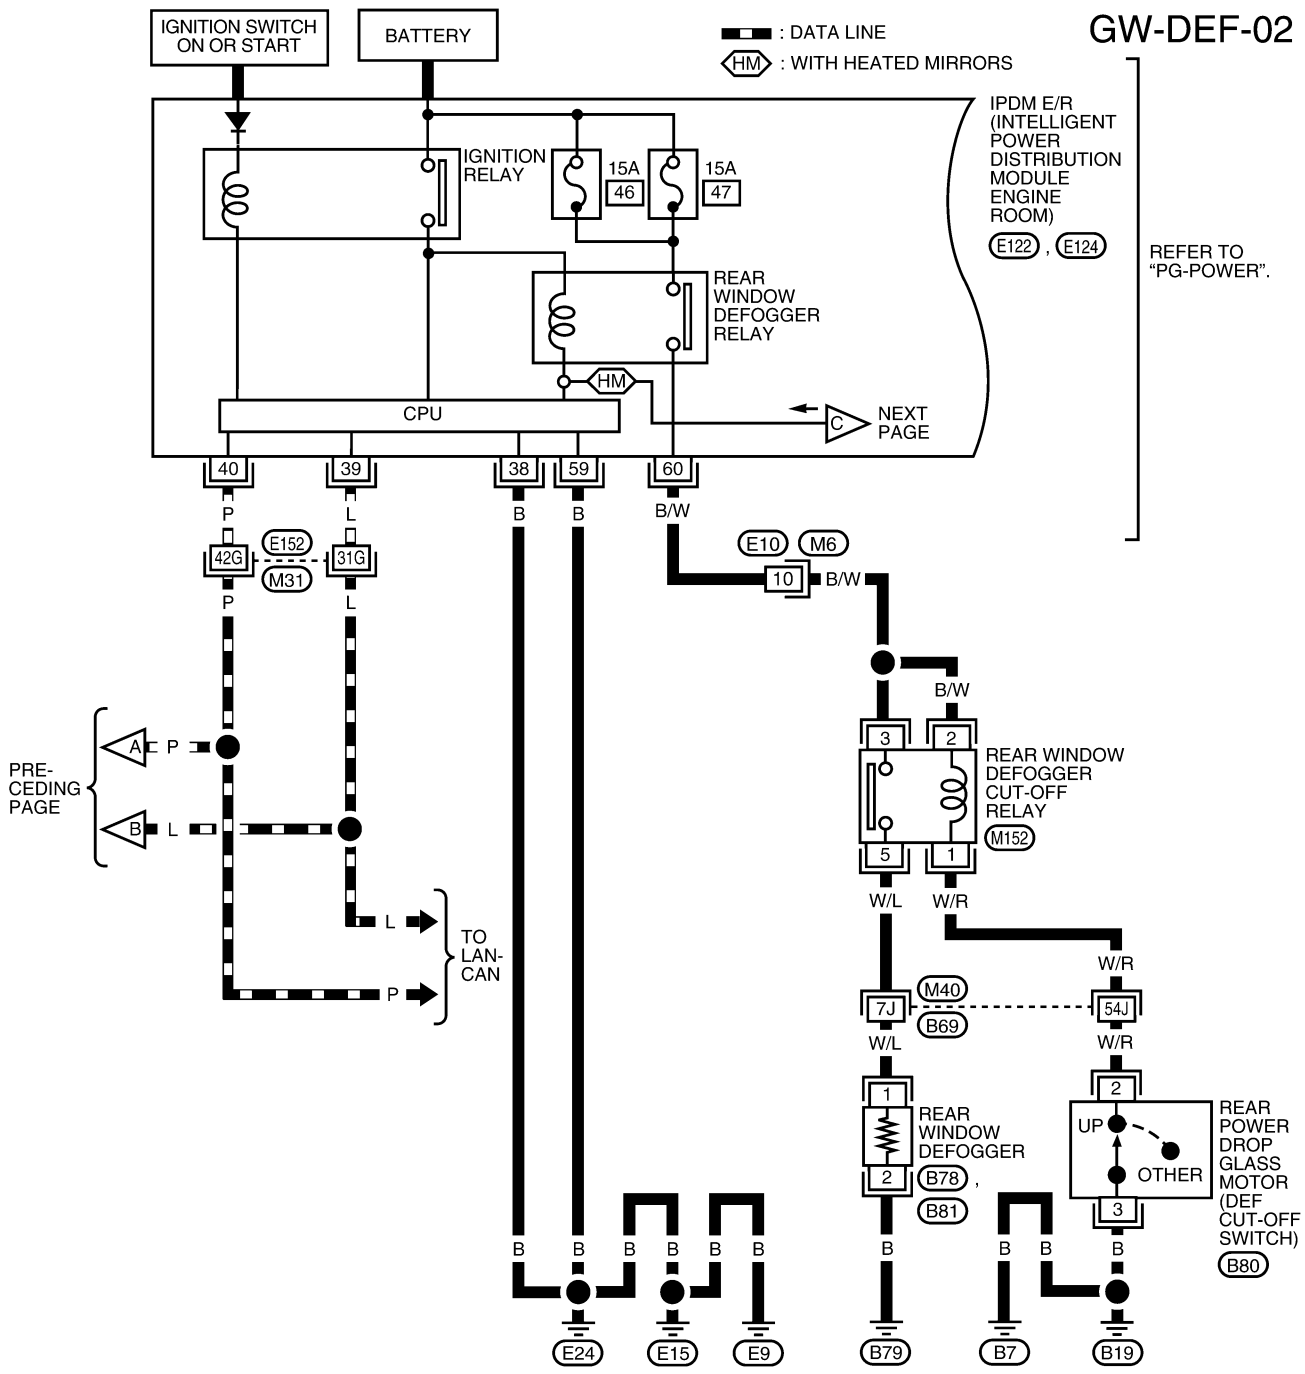 IGNITION SWITCH
ON OR START
BATTERY
: DATA LINE
HM : WITH HEATED MIRRORS
GW-DEF-02
IPDM E/R
(INTELLIGENT
POWER
DISTRIBUTION
MODULE
ENGINE
ROOM)
E122 , E124
REFER TO
“PG-POWER”.
IGNITION
RELAY
15A
46
15A
47
REAR
WINDOW
DEFOGGER
RELAY
HM
CPU
C
NEXT
PAGE
40
39
38
59
60
P
L
B
B
B/W
42G
E152
M31
31G
E10
M6
10
B/W
P
L
B/W
PRE-
CEDING
PAGE
A
P
B
L
3
2
REAR WINDOW
DEFOGGER
CUT-OFF
RELAY
M152
5
1
W/L
W/R
L
P
TO
LAN-
CAN
W/R
7J
M40
B69
54J
W/L
W/R
1
REAR
WINDOW
DEFOGGER
2
B78 ,
B81
2
UP
OTHER
3
REAR
POWER
DROP
GLASS
MOTOR
(DEF
CUT-OFF
SWITCH)
B80
B
B
B
B
B
B
B
B
B
B
E24
E15
E9
B79
B7
B19